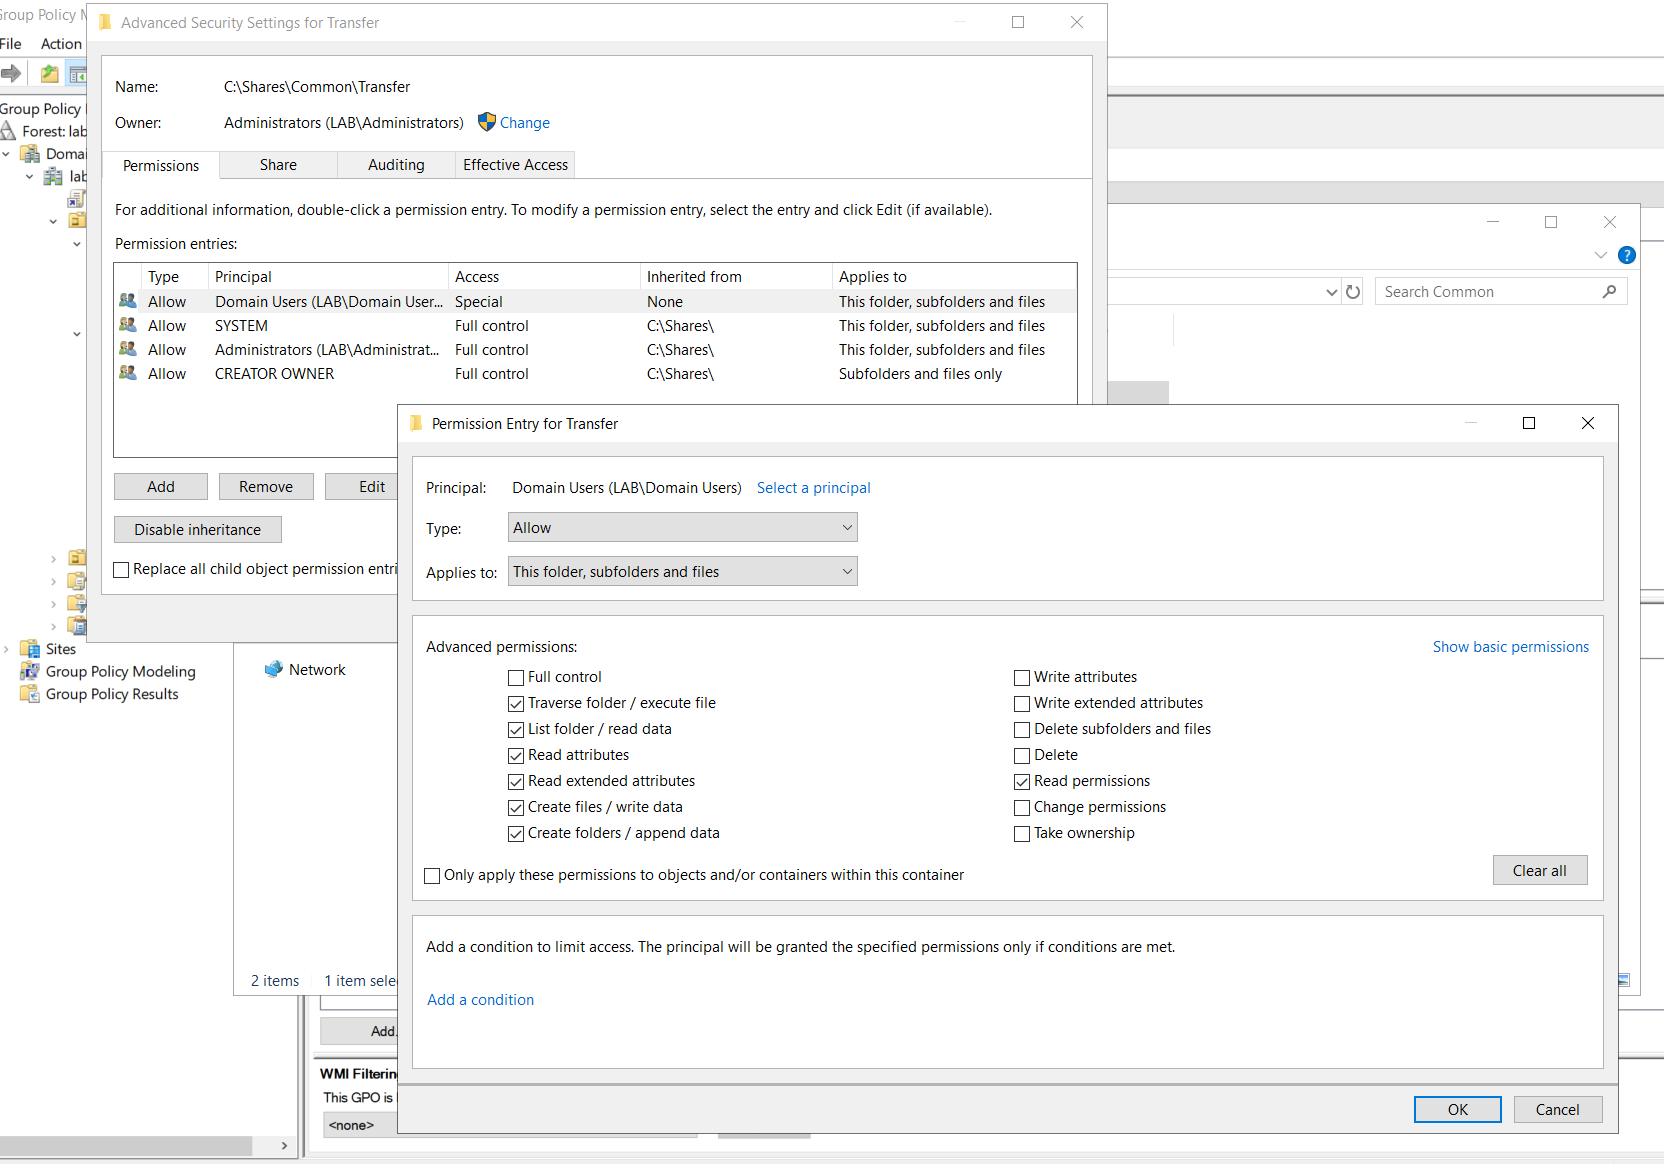 Group Policy M
File Action
Group Policy
Forest: lab
Domai
lab
Sites
Group Policy Modeling
Group Policy Results
Advanced Security Settings for Transfer
Name: C:\Shares\Common\Transfer
Owner: Administrators (LAB\Administrators) Change
Permissions Share Auditing Effective Access
For additional information, double-click a permission entry. To modify a permission entry, select the entry and click Edit (if available).
Permission entries:
Type Principal Access Inherited from Applies to
Allow Domain Users (LAB\Domain User... Special None This folder, subfolders and files
Allow SYSTEM Full control C:\Shares\ This folder, subfolders and files
Allow Administrators (LAB\Administrat... Full control C:\Shares\ This folder, subfolders and files
Allow CREATOR OWNER Full control C:\Shares\ Subfolders and files only
Add Remove Edit
Disable inheritance
Replace all child object permission entri
Search Common
Network
2 items 1 item selec
Add.
WMI Filtering
This GPO is
<none>
Permission Entry for Transfer
Principal: Domain Users (LAB\Domain Users) Select a principal
Type: Allow
Applies to: This folder, subfolders and files
Advanced permissions: Show basic permissions
Full control Write attributes
Traverse folder / execute file Write extended attributes
List folder / read data Delete subfolders and files
Read attributes Delete
Read extended attributes Read permissions
Create files / write data Change permissions
Create folders / append data Take ownership
Only apply these permissions to objects and/or containers within this container Clear all
Add a condition to limit access. The principal will be granted the specified permissions only if conditions are met.
Add a condition
OK Cancel